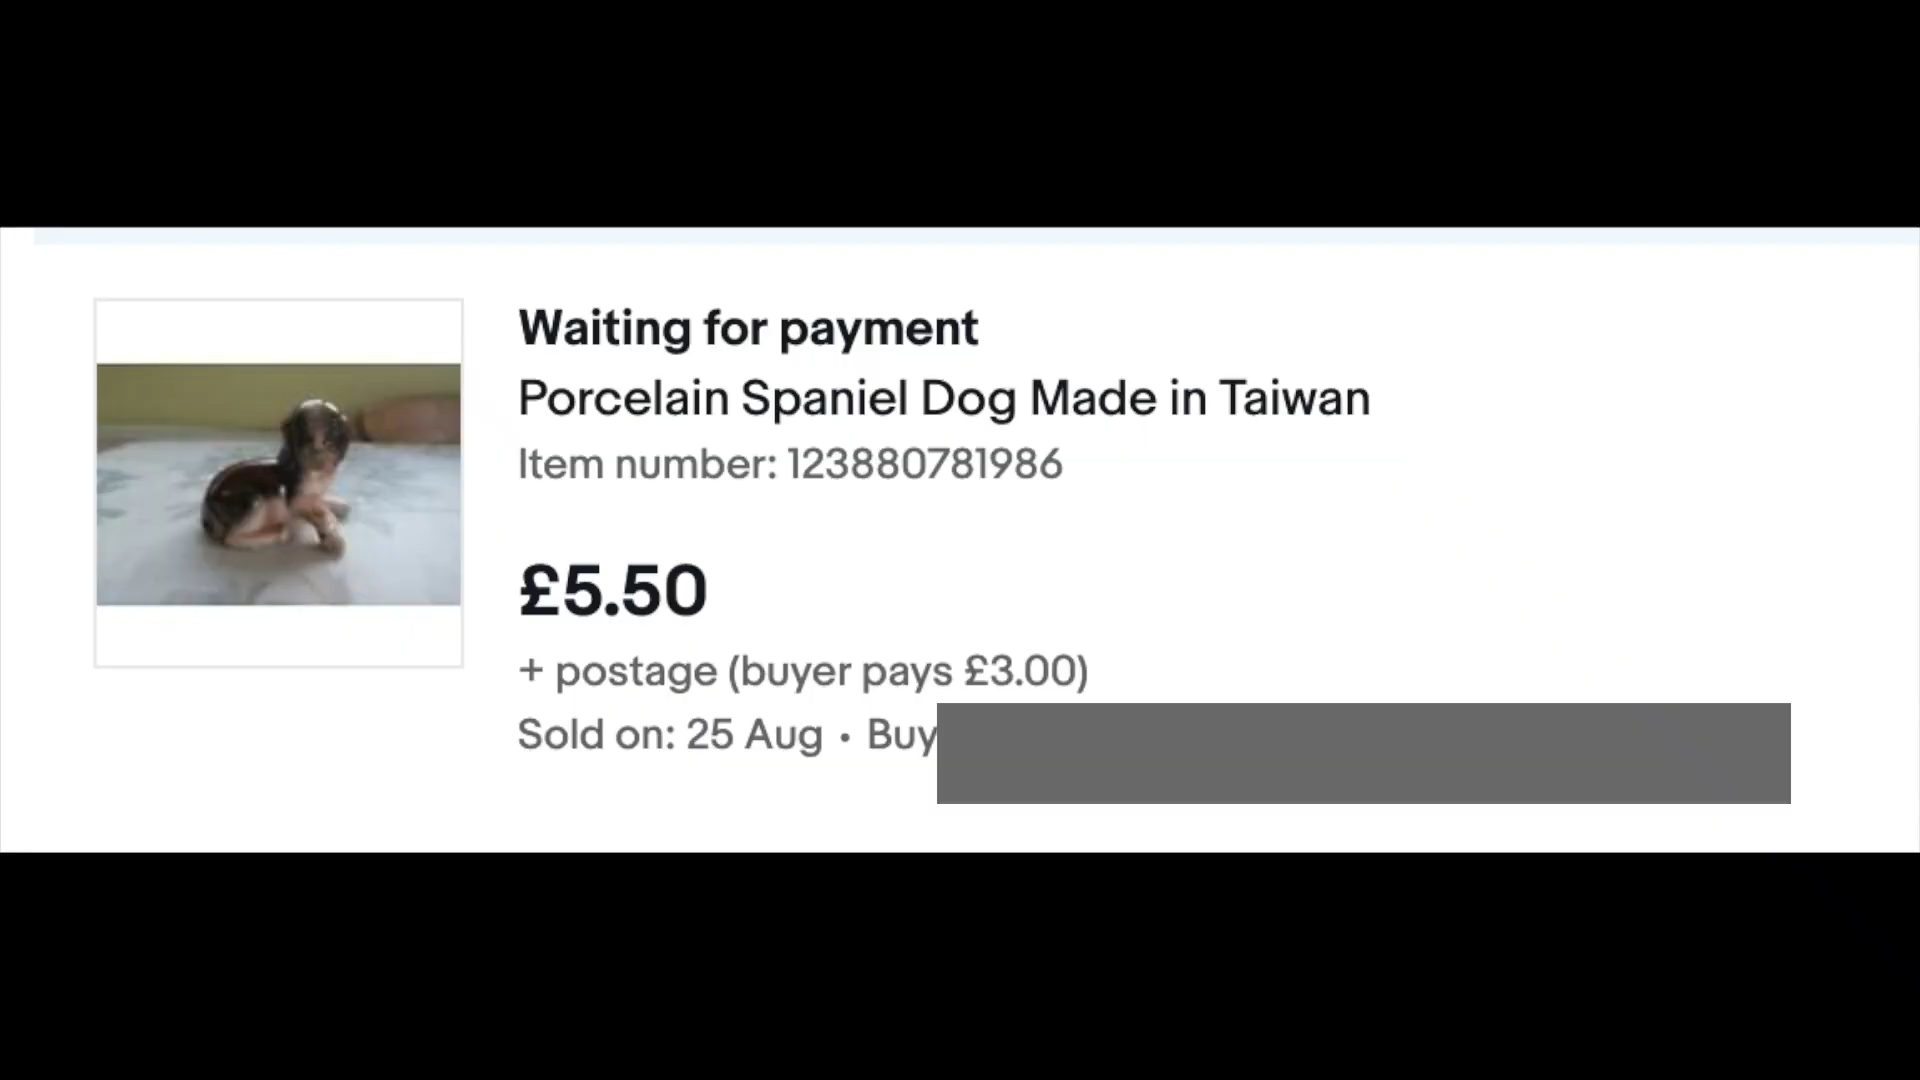 Waiting for payment
Porcelain Spaniel Dog Made in Taiwan
Item number: 123880781986
£5.50
+ postage (buyer pays £3.00)
Sold on: 25 Aug • Buy